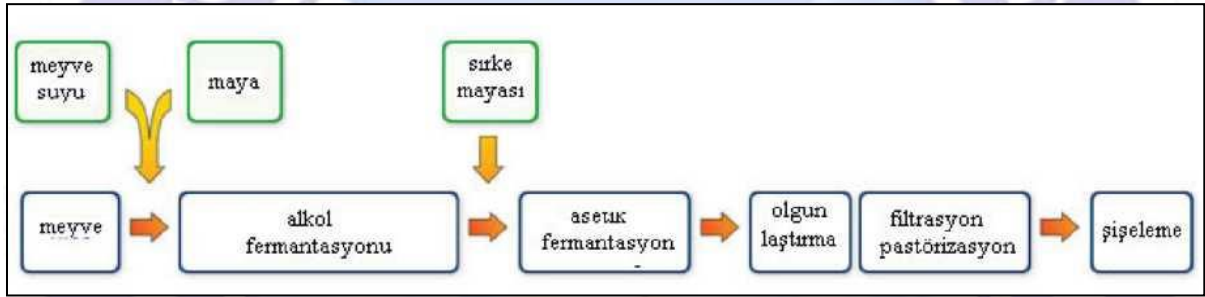 meyve
suyu
maya
sirke
mayası
meyve
alkol
fermantasyonu
asetik
fermantasyon
olgun
laştırma
filtrasyon
pastörizasyon
şişeleme